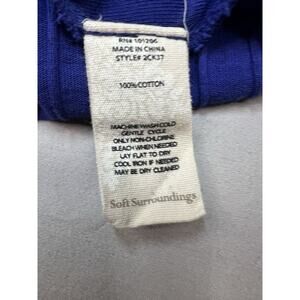 RN# 101206
MADE IN CHINA
STYLE# 2CK37
100% COTTON
MACHINE WASH COLD
GENTLE CYCLE
ONLY NON-CHLORINE
BLEACH WHEN NEEDED
LAY FLAT TO DRY
COOL IRON IF NEEDED
MAY BE DRY CLEANED
Soft Surroundings